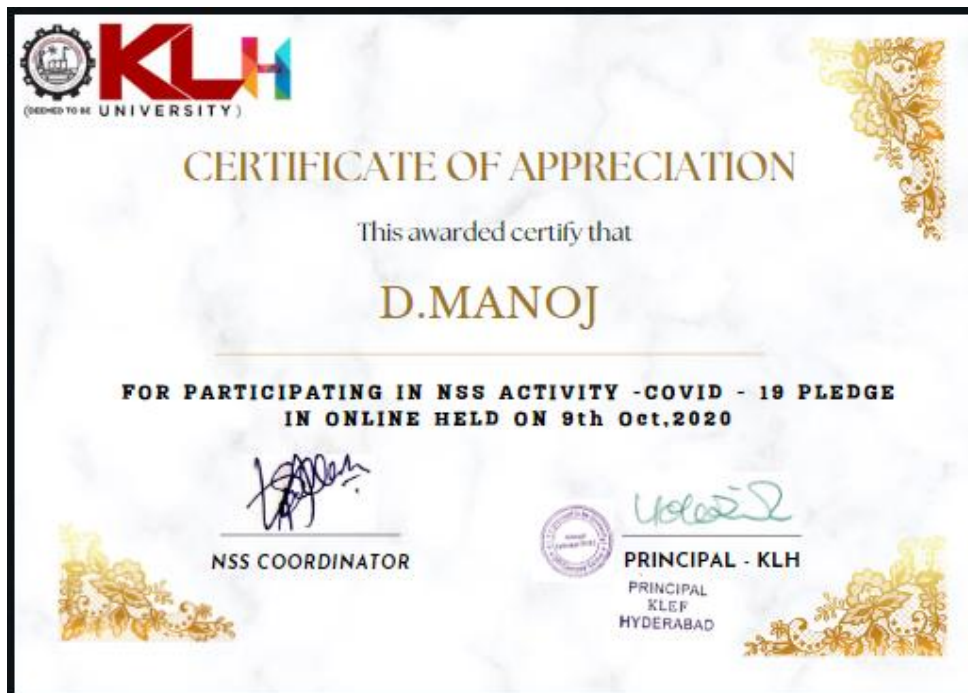 KLH
(DEEMED TO BE UNIVERSITY)
CERTIFICATE OF APPRECIATION
This awarded certify that
D.MANOJ
FOR PARTICIPATING IN NSS ACTIVITY -COVID - 19 PLEDGE
IN ONLINE HELD ON 9th Oct,2020
NSS COORDINATOR
PRINCIPAL - KLH
PRINCIPAL
KLEF
HYDERABAD